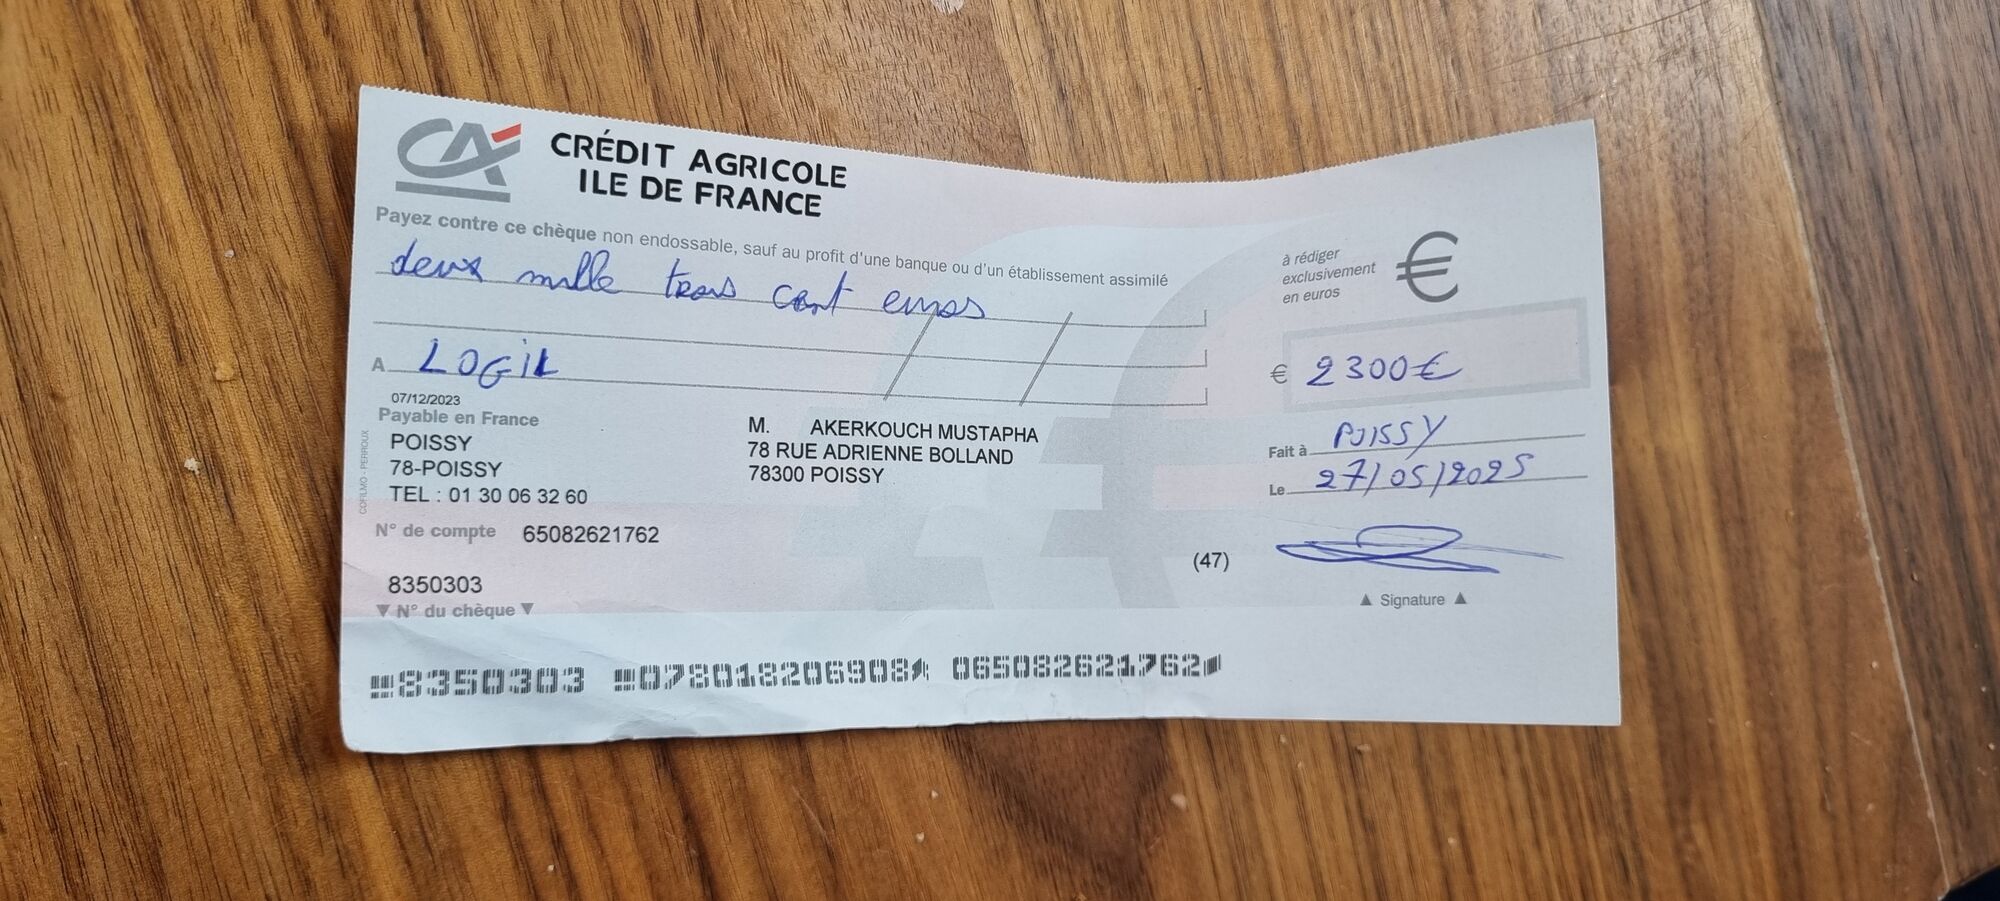 CA
CRÉDIT AGRICOLE
ILE DE FRANCE
Payez contre ce chèque non endossable, sauf au profit d'une banque ou d'un établissement assimilé
deux mille trois cent euros
à rédiger
exclusivement
en euros
€
A LOGIL
€ 2300€
07/12/2023
Payable en France
POISSY
78-POISSY
TEL : 01 30 06 32 60
M. AKERKOUCH MUSTAPHA
78 RUE ADRIENNE BOLLAND
78300 POISSY
Fait à POISSY
Le 27/05/2025
COFILMO - PERROUX
N° de compte 65082621762
(47)
8350303
▼ N° du chèque ▼
▲ Signature ▲
8350303 078018206908 065082621762